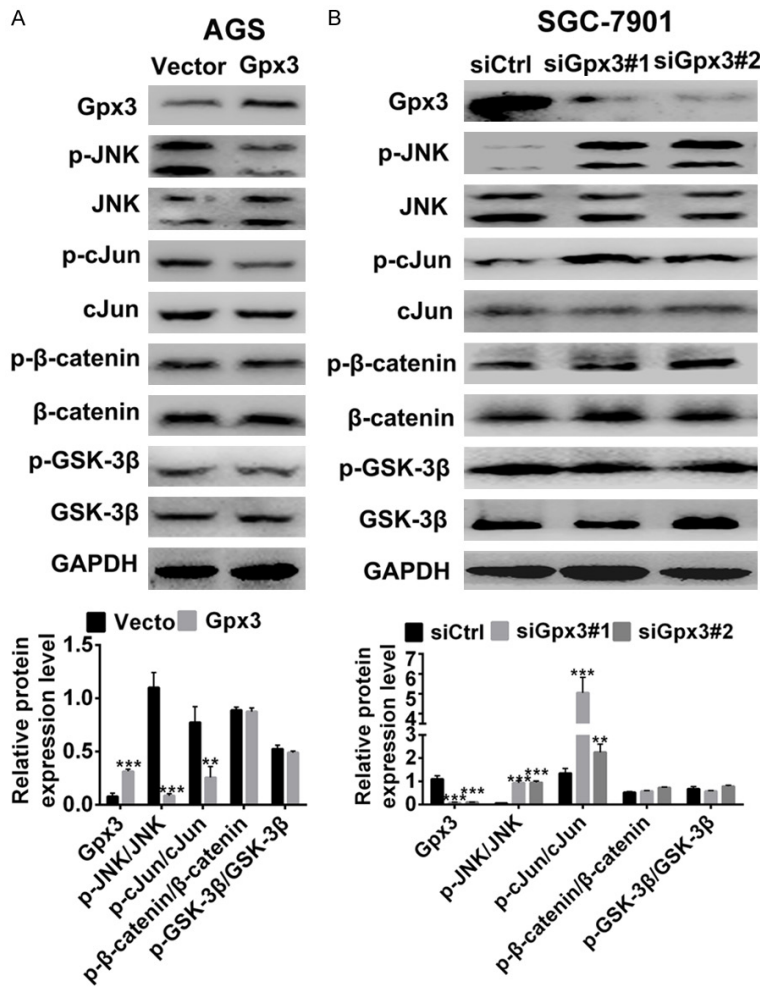 A
AGS
Vector Gpx3
Gpx3
p-JNK
JNK
p-cJun
cJun
p-β-catenin
β-catenin
p-GSK-3β
GSK-3β
GAPDH
Vecto Gpx3
Relative protein
expression level
1.5
1.0
0.5
0.0
***
***
**
Gpx3
p-JNK/JNK
p-cJun/cJun
p-β-catenin/β-catenin
p-GSK-3β/GSK-3β
B
SGC-7901
siCtrl siGpx3#1 siGpx3#2
Gpx3
p-JNK
JNK
p-cJun
cJun
p-β-catenin
β-catenin
p-GSK-3β
GSK-3β
GAPDH
siCtrl siGpx3#1 siGpx3#2
Relative protein
expression level
7
6
5
4
3
2
1
0
***
***
***
***
***
**
Gpx3
p-JNK/JNK
p-cJun/cJun
p-β-catenin/β-catenin
p-GSK-3β/GSK-3β